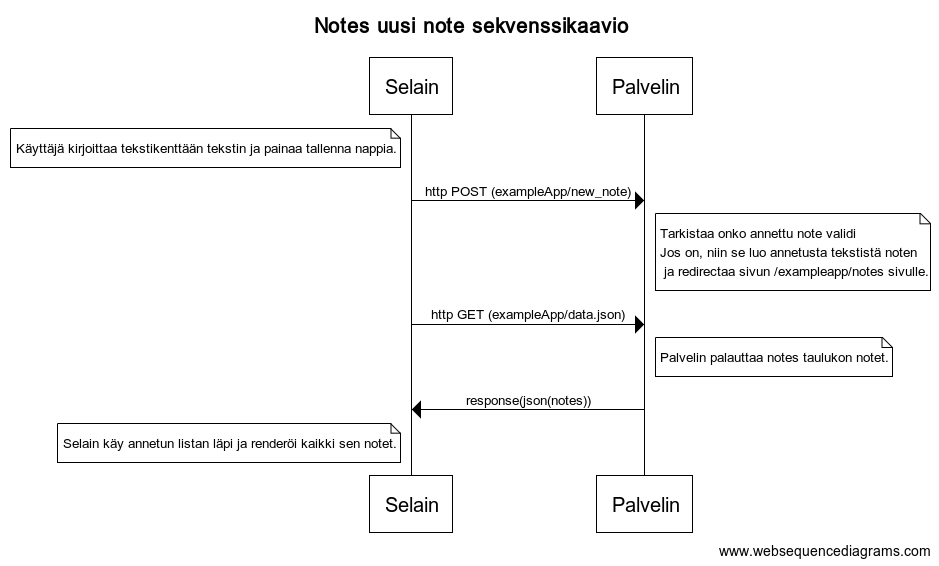 Notes uusi note sekvenssikaavio
Selain
Palvelin
Käyttäjä kirjoittaa tekstikenttään tekstin ja painaa tallenna nappia.
http POST (exampleApp/new_note)
Tarkistaa onko annettu note validi
Jos on, niin se luo annetusta tekstistä noten
ja redirectaa sivun /exampleapp/notes sivulle.
http GET (exampleApp/data.json)
Palvelin palauttaa notes taulukon notet.
response(json(notes))
Selain käy annetun listan läpi ja renderöi kaikki sen notet.
Selain
Palvelin
www.websequencediagrams.com